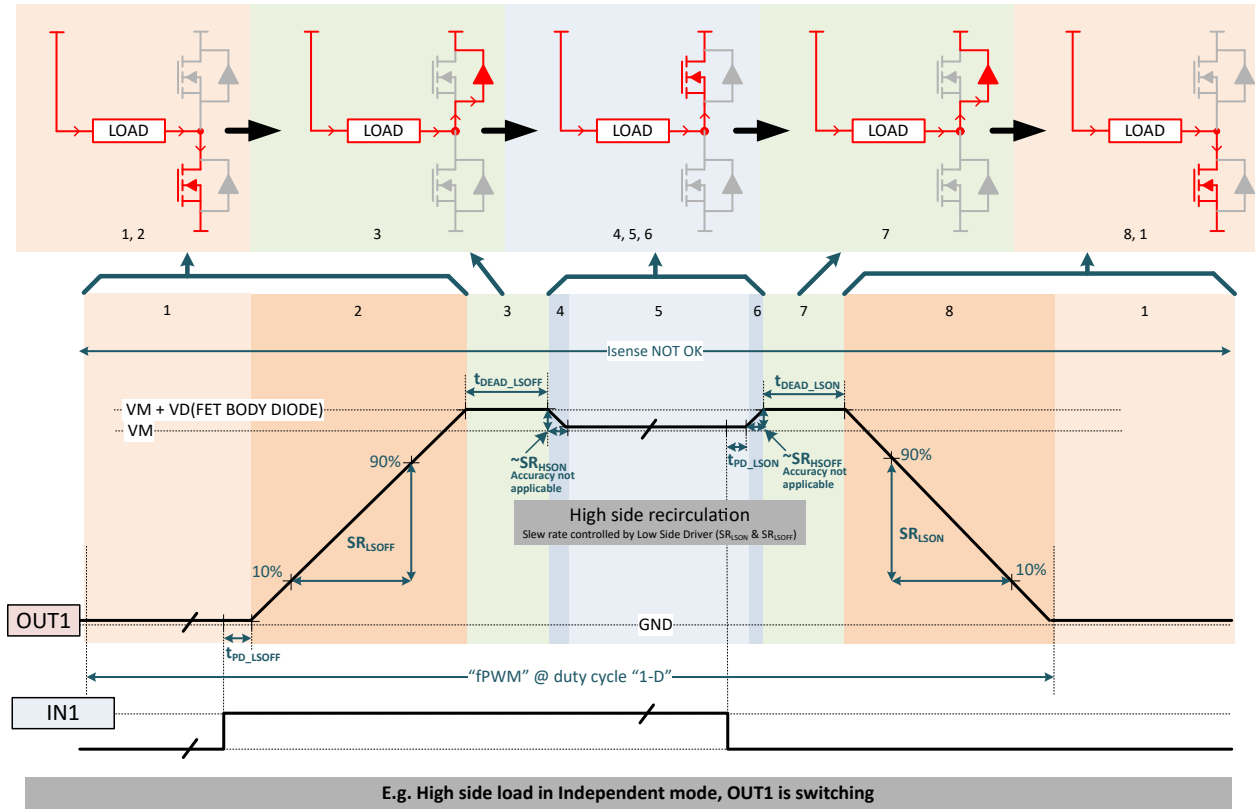 LOAD
LOAD
LOAD
LOAD
LOAD
1, 2
3
4, 5, 6
7
8, 1
1
2
3
4
5
6
7
8
1
Isense NOT OK
tDEAD_LSOFF
tDEAD_LSON
VM + VD(FET BODY DIODE)
VM
90%
~SRHSON
Accuracy not
applicable
tPD_LSON
~SRHSOFF
Accuracy not
applicable
90%
High side recirculation
Slew rate controlled by Low Side Driver (SRLSON & SRLSOFF)
SRLSOFF
SRLSON
10%
10%
OUT1
GND
tPD_LSOFF
“fPWM” @ duty cycle “1-D”
IN1
E.g. High side load in Independent mode, OUT1 is switching